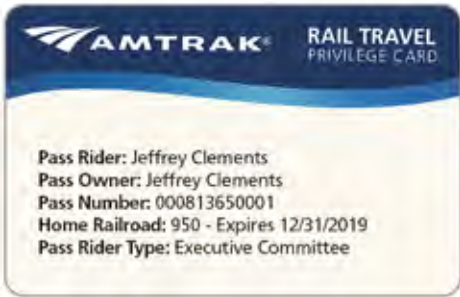 AMTRAK®
RAIL TRAVEL
PRIVILEGE CARD
Pass Rider: Jeffrey Clements
Pass Owner: Jeffrey Clements
Pass Number: 000813650001
Home Railroad: 950 - Expires 12/31/2019
Pass Rider Type: Executive Committee